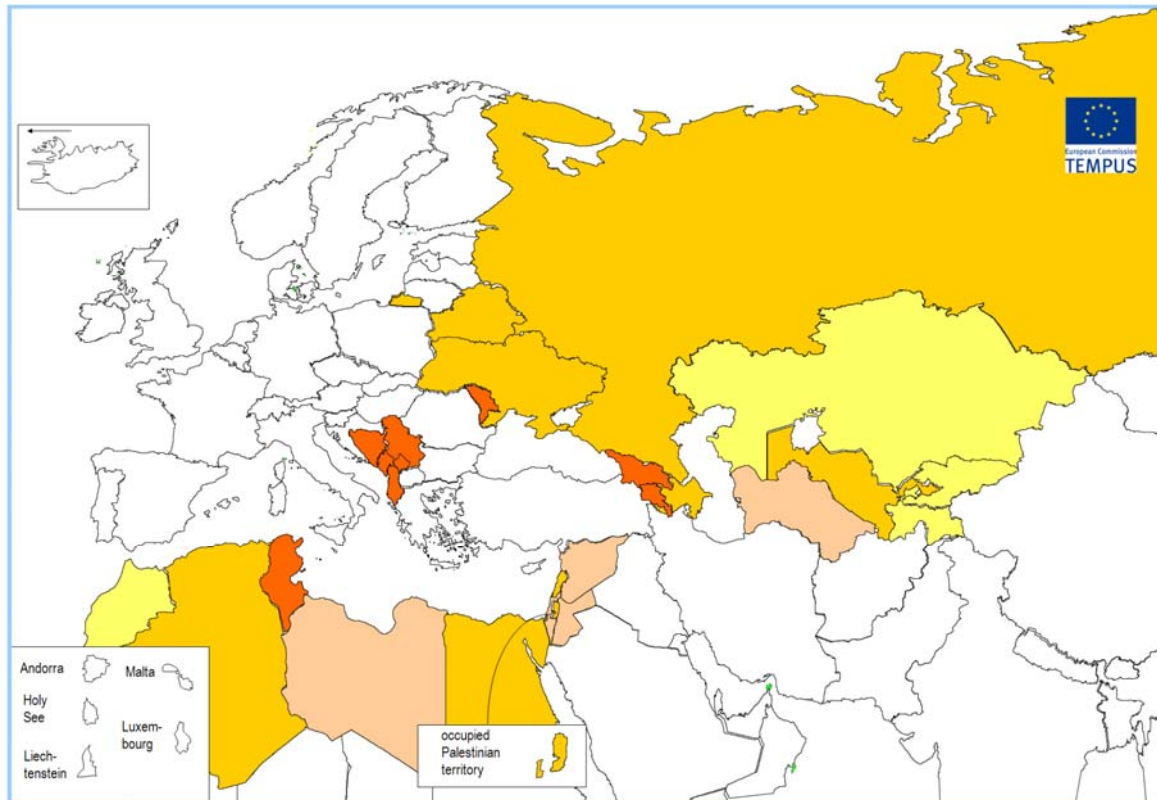 European Commission
TEMPUS
Andorra
Malta
Holy
See
Luxem-
bourg
Liech-
tenstein
occupied
Palestinian
territory